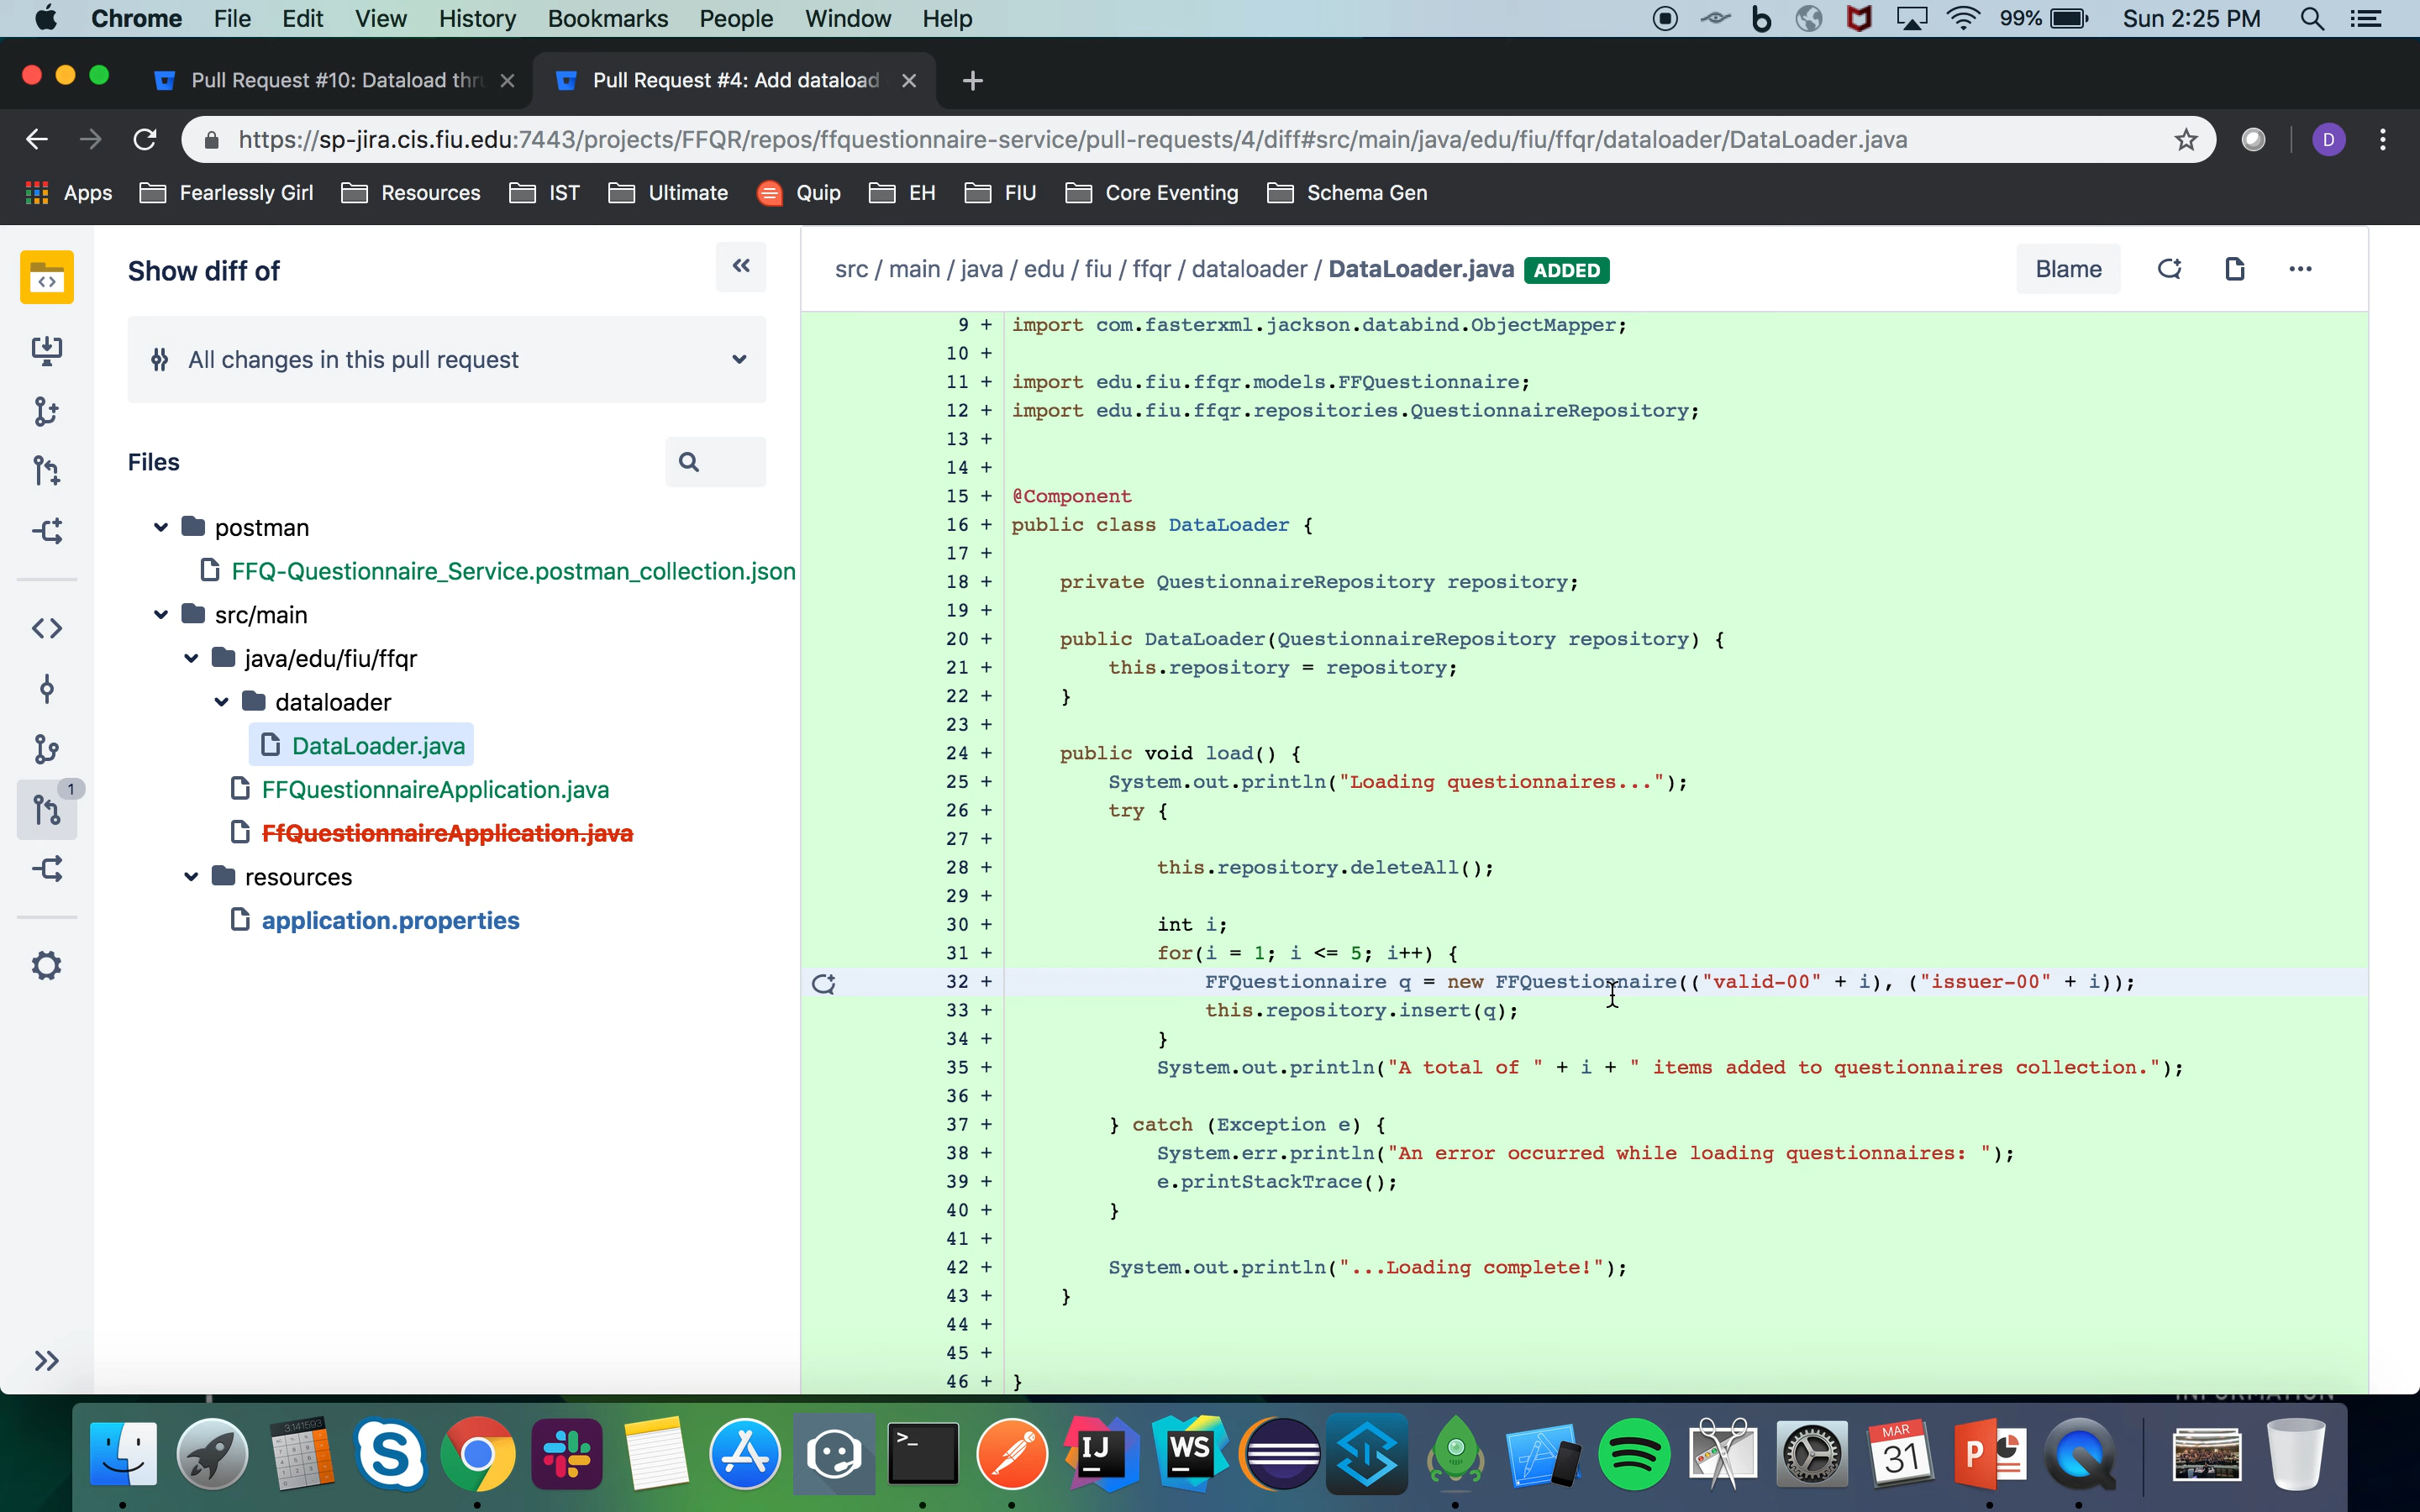 Chrome File Edit View History Bookmarks People Window Help 99% Sun 2:25 PM
Pull Request #10: Dataload thru
Pull Request #4: Add dataload
https://sp-jira.cis.fiu.edu:7443/projects/FFQR/repos/ffquestionnaire-service/pull-requests/4/diff#src/main/java/edu/fiu/ffqr/dataloader/DataLoader.java
D
Apps Fearlessly Girl Resources IST Ultimate Quip EH FIU Core Eventing Schema Gen
Show diff of
All changes in this pull request
Files
postman
FFQ-Questionnaire_Service.postman_collection.json
src/main
java/edu/fiu/ffqr
dataloader
DataLoader.java
FFQuestionnaireApplication.java
FfQuestionnaireApplication.java
resources
application.properties
1
src / main / java / edu / fiu / ffqr / dataloader / DataLoader.java ADDED
Blame
9 + import com.fasterxml.jackson.databind.ObjectMapper;
10 +
11 + import edu.fiu.ffqr.models.FFQuestionnaire;
12 + import edu.fiu.ffqr.repositories.QuestionnaireRepository;
13 +
14 +
15 + @Component
16 + public class DataLoader {
17 +
18 + private QuestionnaireRepository repository;
19 +
20 + public DataLoader(QuestionnaireRepository repository) {
21 + this.repository = repository;
22 + }
23 +
24 + public void load() {
25 + System.out.println("Loading questionnaires...");
26 + try {
27 +
28 + this.repository.deleteAll();
29 +
30 + int i;
31 + for(i = 1; i <= 5; i++) {
32 + FFQuestionnaire q = new FFQuestionnaire(("valid-00" + i), ("issuer-00" + i));
33 + this.repository.insert(q);
34 + }
35 + System.out.println("A total of " + i + " items added to questionnaires collection.");
36 +
37 + } catch (Exception e) {
38 + System.err.println("An error occurred while loading questionnaires: ");
39 + e.printStackTrace();
40 + }
41 +
42 + System.out.println("...Loading complete!");
43 + }
44 +
45 +
46 + }
IJ
WS
MAR
31
P